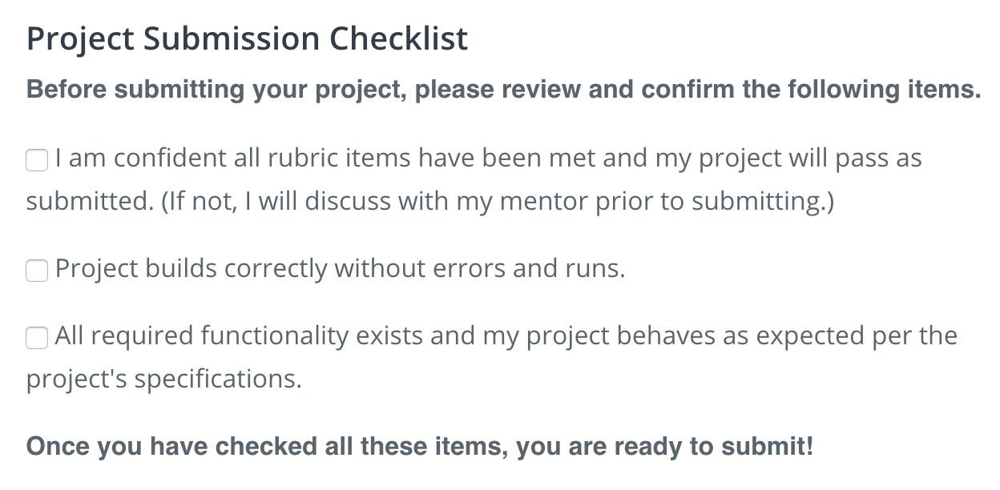 Project Submission Checklist
Before submitting your project, please review and confirm the following items.
I am confident all rubric items have been met and my project will pass as
submitted. (If not, I will discuss with my mentor prior to submitting.)
Project builds correctly without errors and runs.
All required functionality exists and my project behaves as expected per the
project's specifications.
Once you have checked all these items, you are ready to submit!